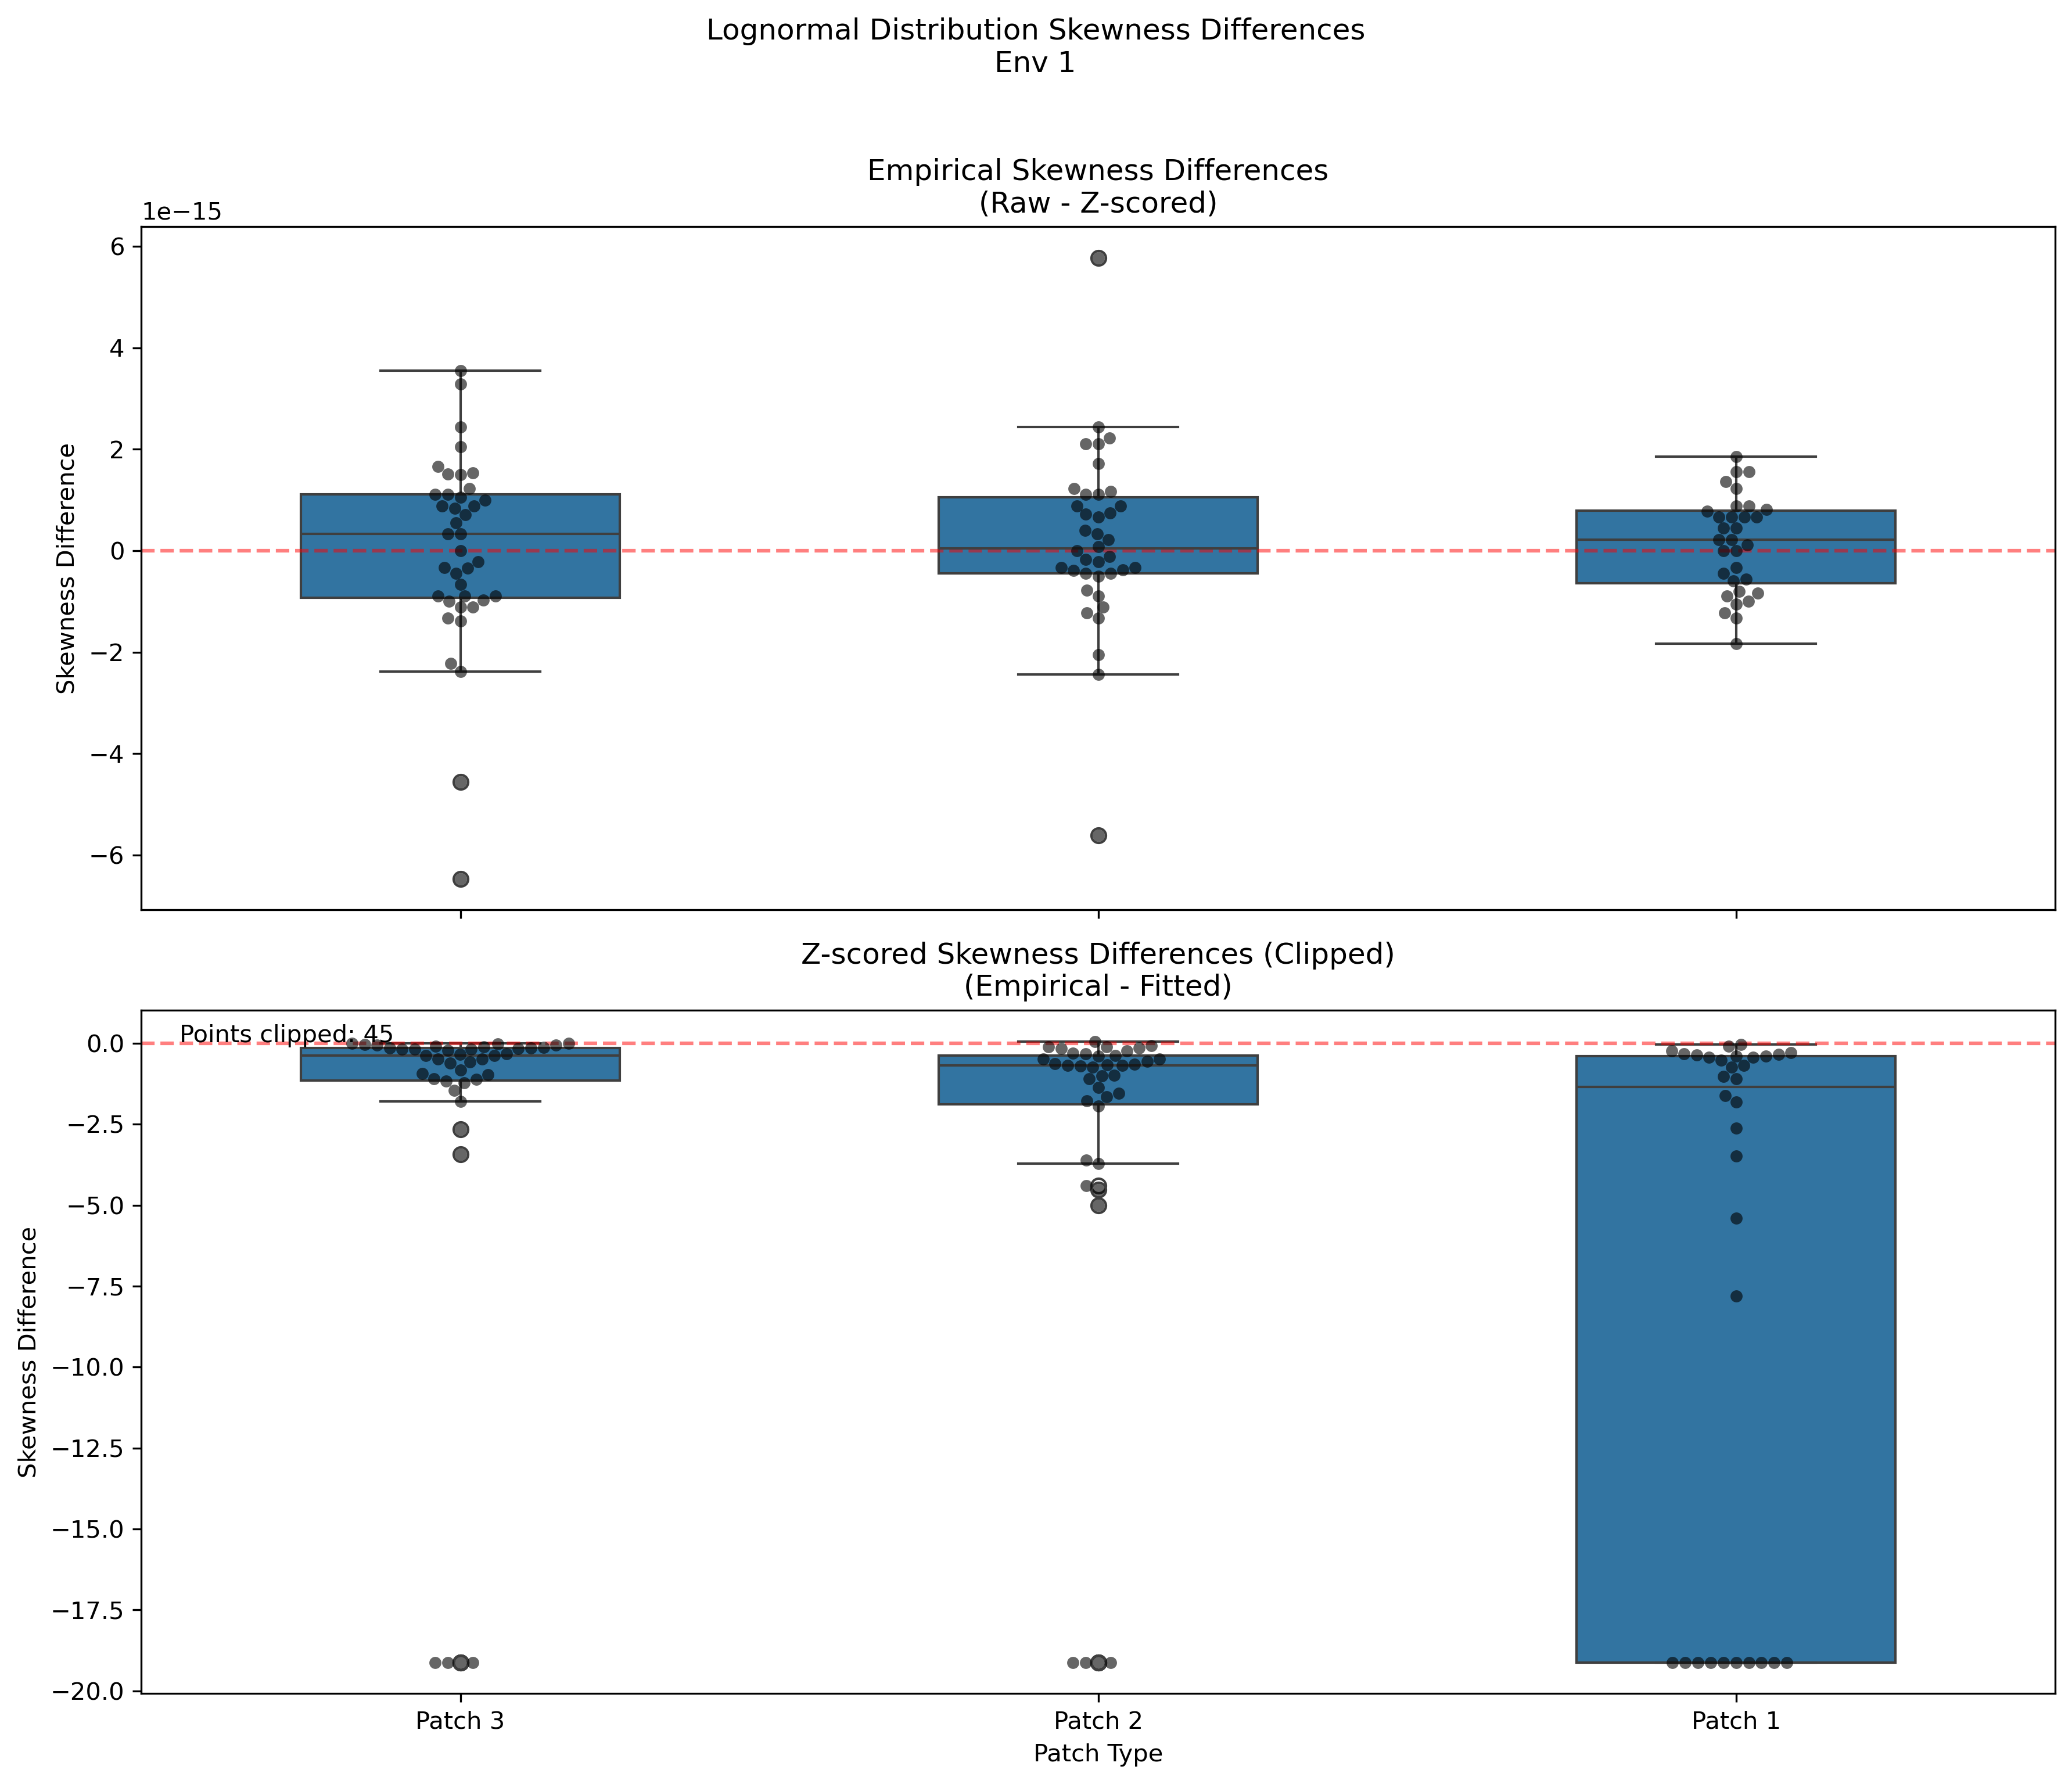 Lognormal Distribution Skewness Differences
Env 1
Empirical Skewness Differences
(Raw - Z-scored)
1e−15
6
4
2
0
−2
−4
−6
Skewness Difference
Z-scored Skewness Differences (Clipped)
(Empirical - Fitted)
Points clipped: 45
0.0
−2.5
−5.0
−7.5
−10.0
−12.5
−15.0
−17.5
−20.0
Skewness Difference
Patch 3
Patch 2
Patch 1
Patch Type